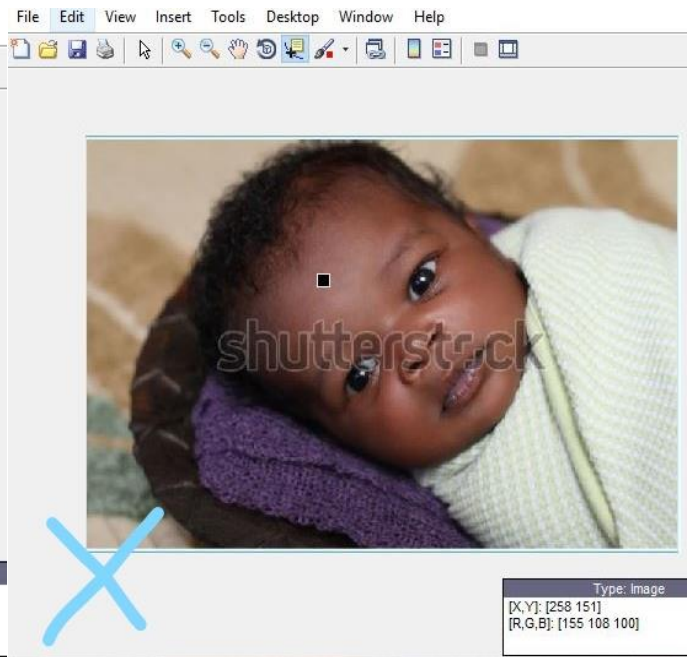 File Edit View Insert Tools Desktop Window Help
shutterstock
Type: Image
[X,Y]: [258 151]
[R,G,B]: [155 108 100]